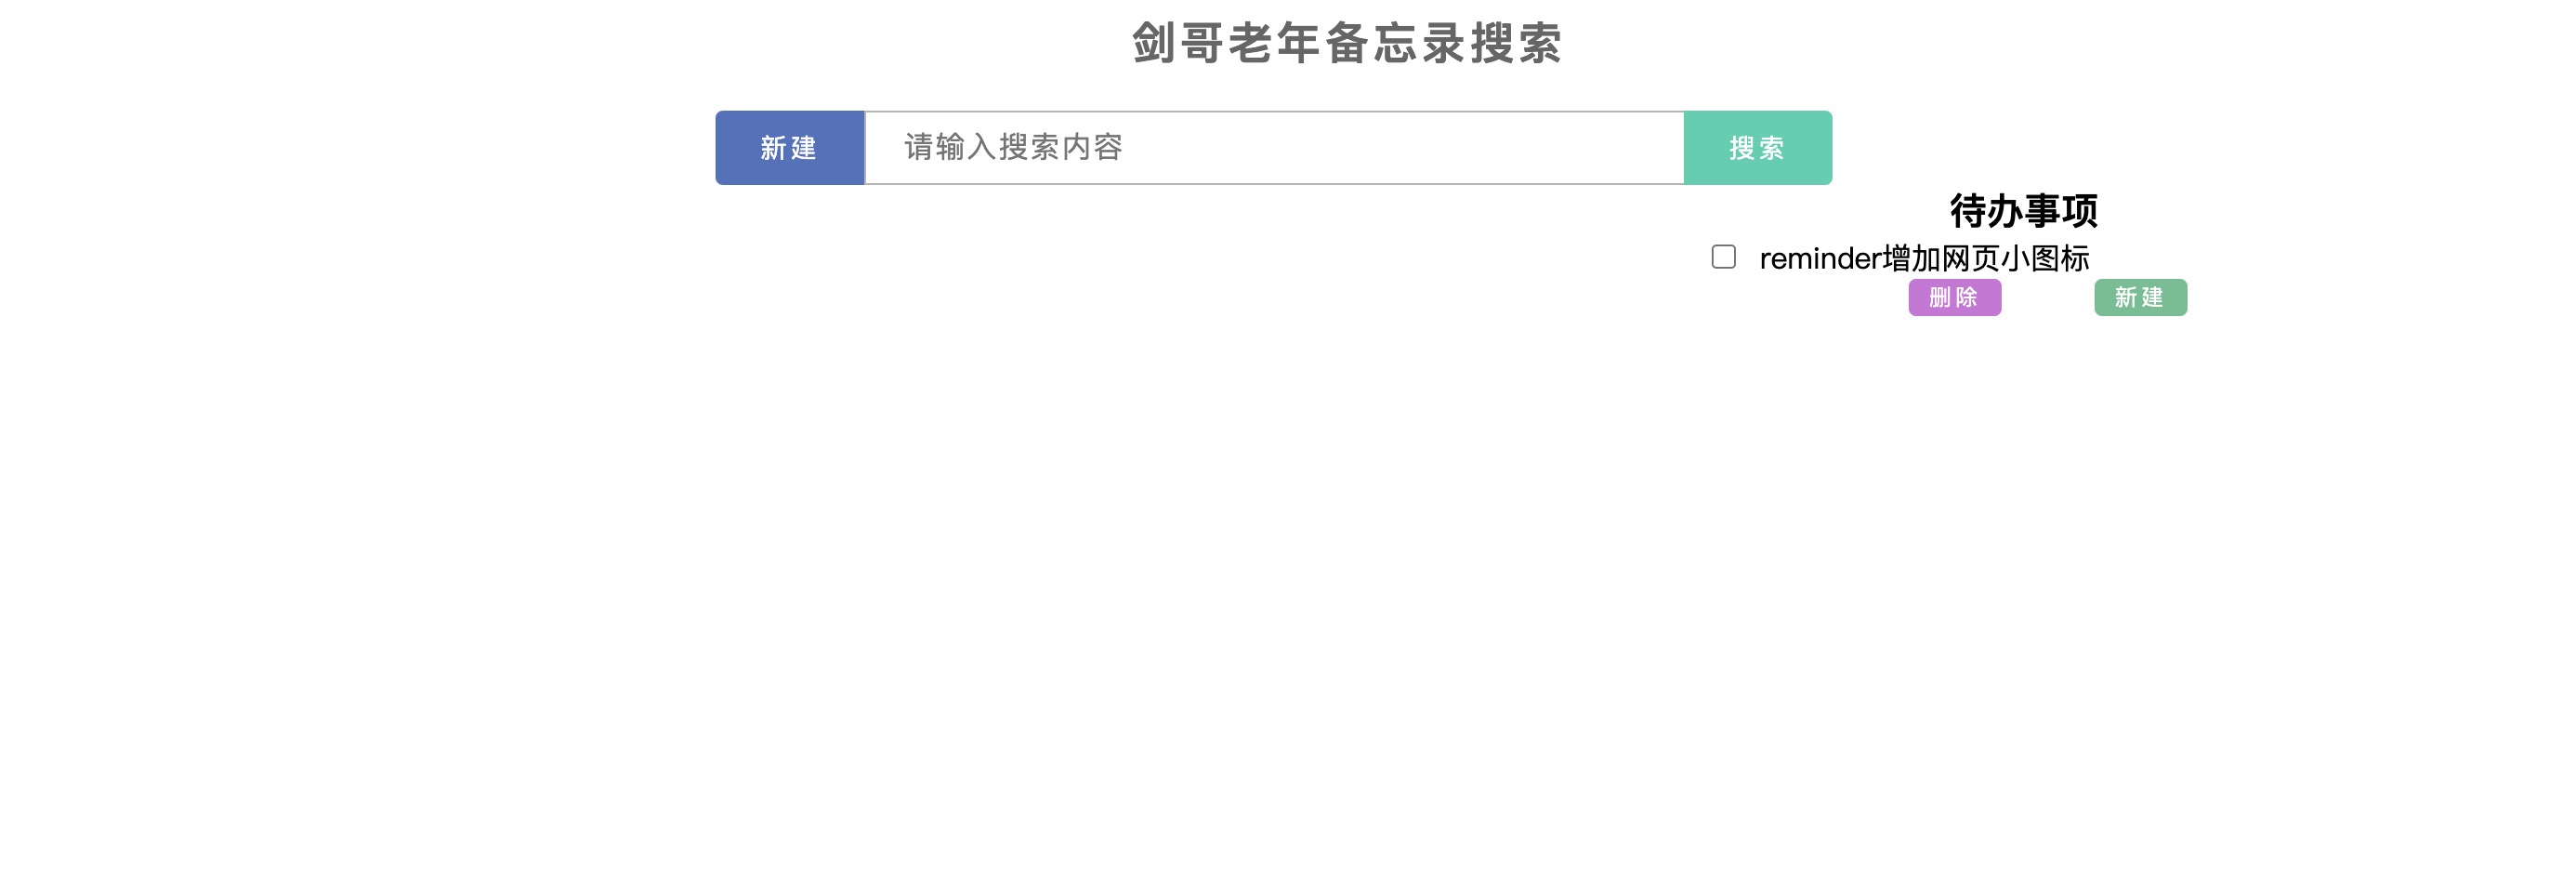 剑哥老年备忘录搜索
新建 请输入搜索内容 搜索
待办事项
reminder增加网页小图标
删除 新建